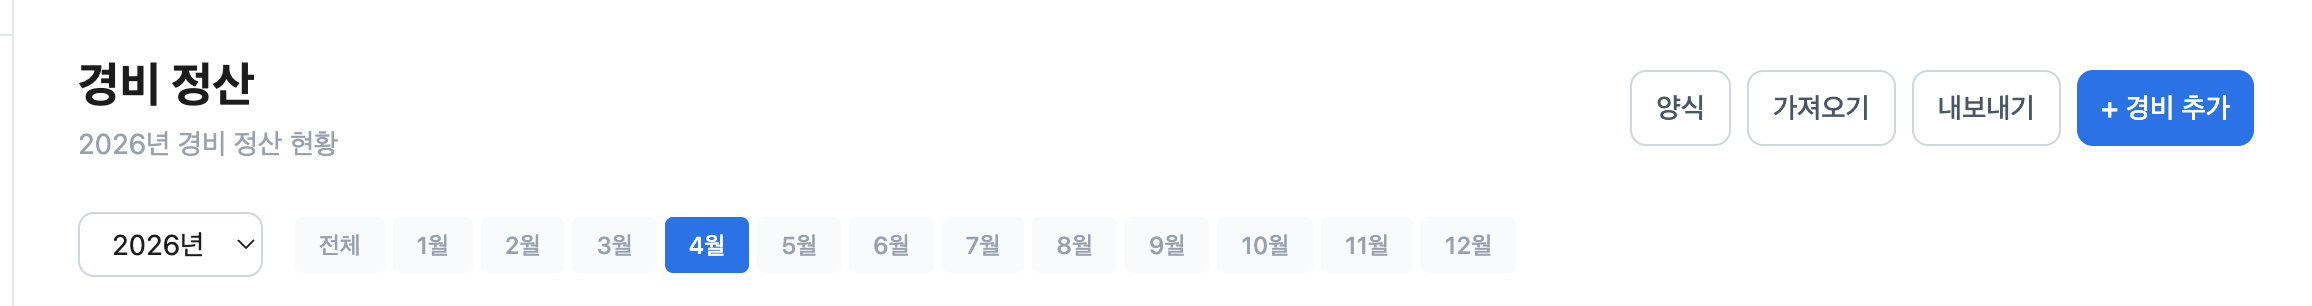 경비 정산
2026년 경비 정산 현황
양식 가져오기 내보내기 + 경비 추가
2026년 전체 1월 2월 3월 4월 5월 6월 7월 8월 9월 10월 11월 12월